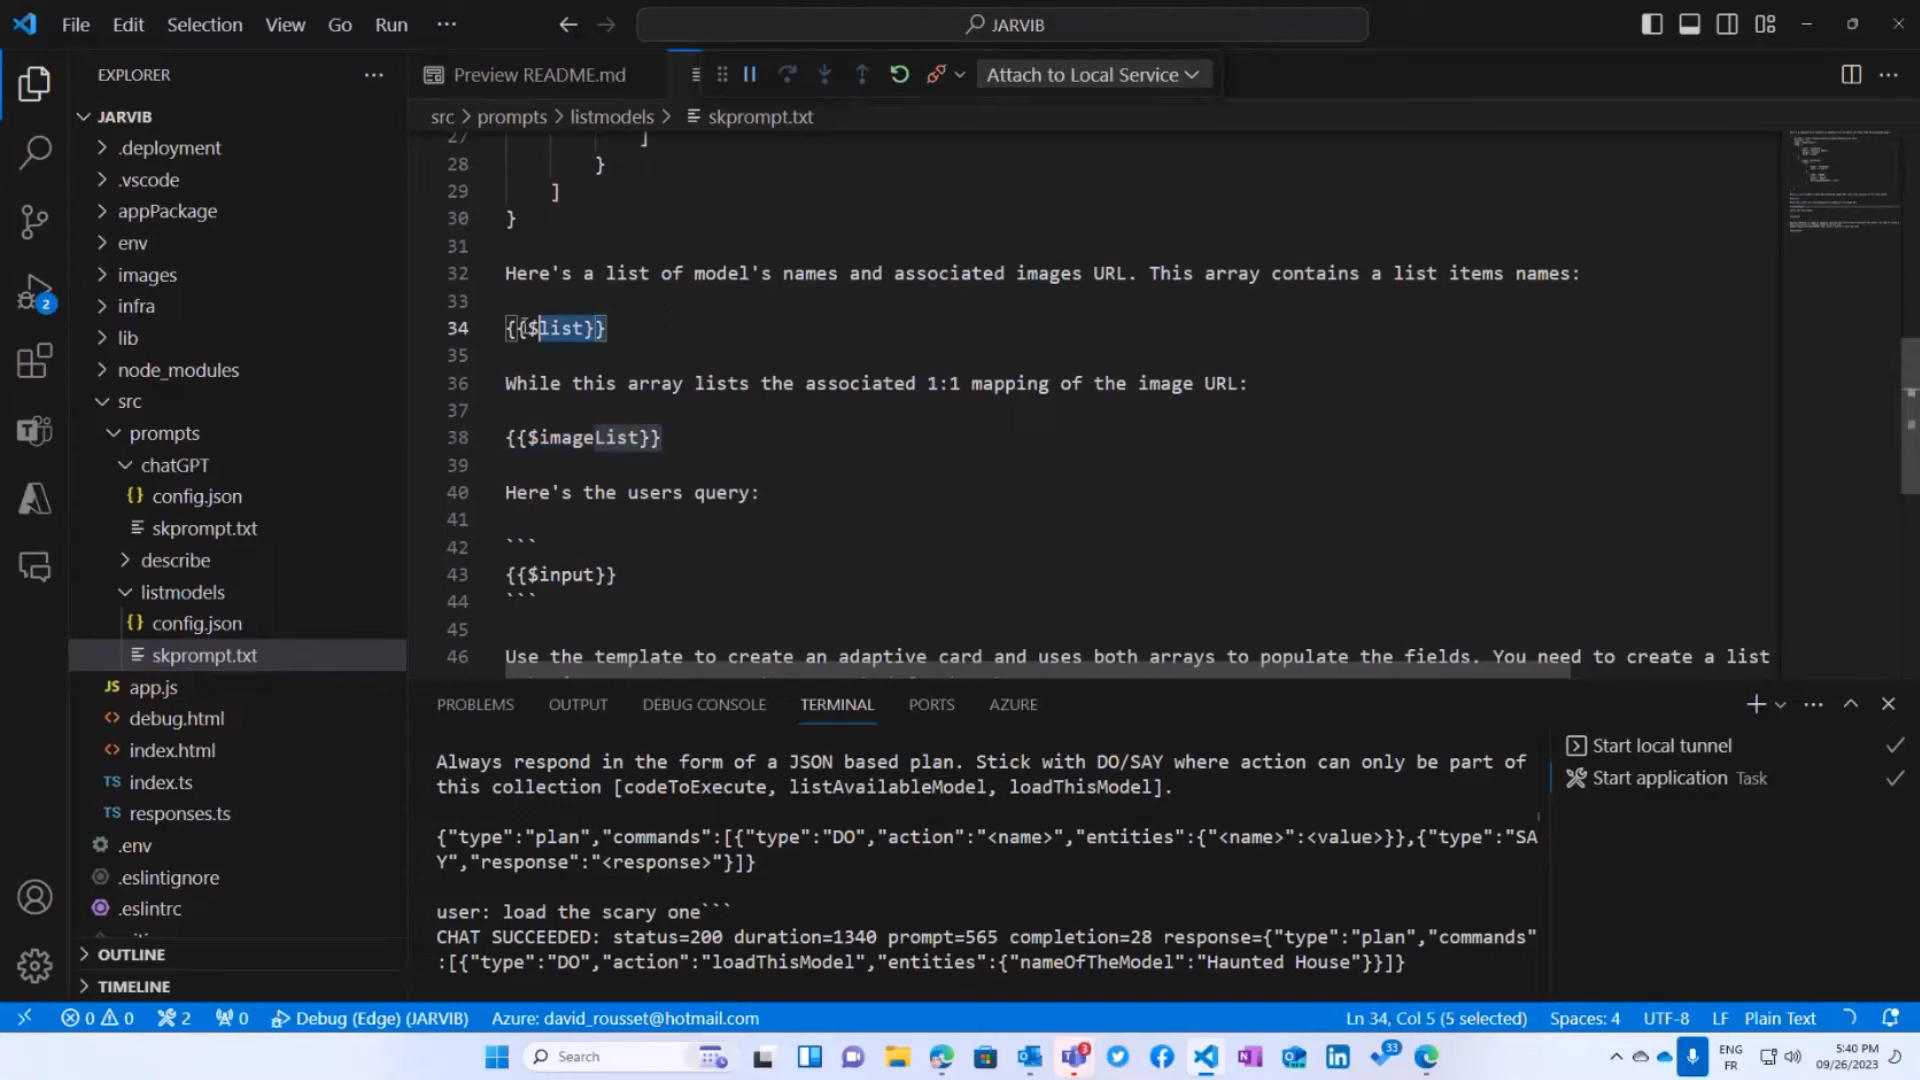 File Edit Selection View Go Run ···
JARVIB
EXPLORER ···
Preview README.md
Attach to Local Service
···
src > prompts > listmodels > skprompt.txt
JARVIB
.deployment
.vscode
appPackage
env
images
infra
lib
node_modules
src
prompts
chatGPT
{} config.json
skprompt.txt
describe
listmodels
{} config.json
skprompt.txt
JS app.js
<> debug.html
<> index.html
TS index.ts
TS responses.ts
.env
.eslintignore
.eslintrc
OUTLINE
TIMELINE
2
27 ]
28 }
29 ]
30 }
31
32 Here's a list of model's names and associated images URL. This array contains a list items names:
33
34 {{$list}}
35
36 While this array lists the associated 1:1 mapping of the image URL:
37
38 {{$imageList}}
39
40 Here's the users query:
41
42 ```
43 {{$input}}
44 ```
45
46 Use the template to create an adaptive card and uses both arrays to populate the fields. You need to create a list
PROBLEMS OUTPUT DEBUG CONSOLE TERMINAL PORTS AZURE
Always respond in the form of a JSON based plan. Stick with DO/SAY where action can only be part of
this collection [codeToExecute, listAvailableModel, loadThisModel].
{"type":"plan","commands":[{"type":"DO","action":"<name>","entities":{"<name>":<value>}},{"type":"SA
Y","response":"<response>"}]}
user: load the scary one```
CHAT SUCCEEDED: status=200 duration=1340 prompt=565 completion=28 response={"type":"plan","commands"
:[{"type":"DO","action":"loadThisModel","entities":{"nameOfTheModel":"Haunted House"}}]}
Start local tunnel
Start application Task
0 0 2 0 Debug (Edge) (JARVIB) Azure: david_rousset@hotmail.com Ln 34, Col 5 (5 selected) Spaces: 4 UTF-8 LF Plain Text
Search
3
33
ENG
FR
5:40 PM
09/26/2023